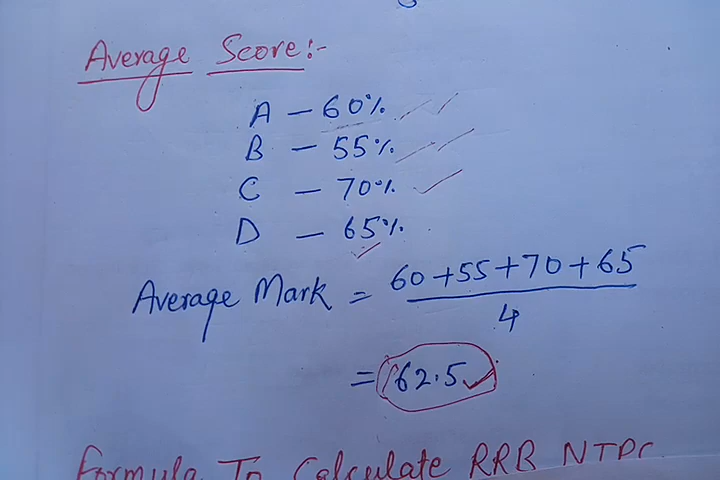 Average Score:-
A - 60%
B - 55%
C - 70%
D - 65%
Average Mark = 60+55+70+65
4
= 62.5
Formula To Calculate RRB NTPC